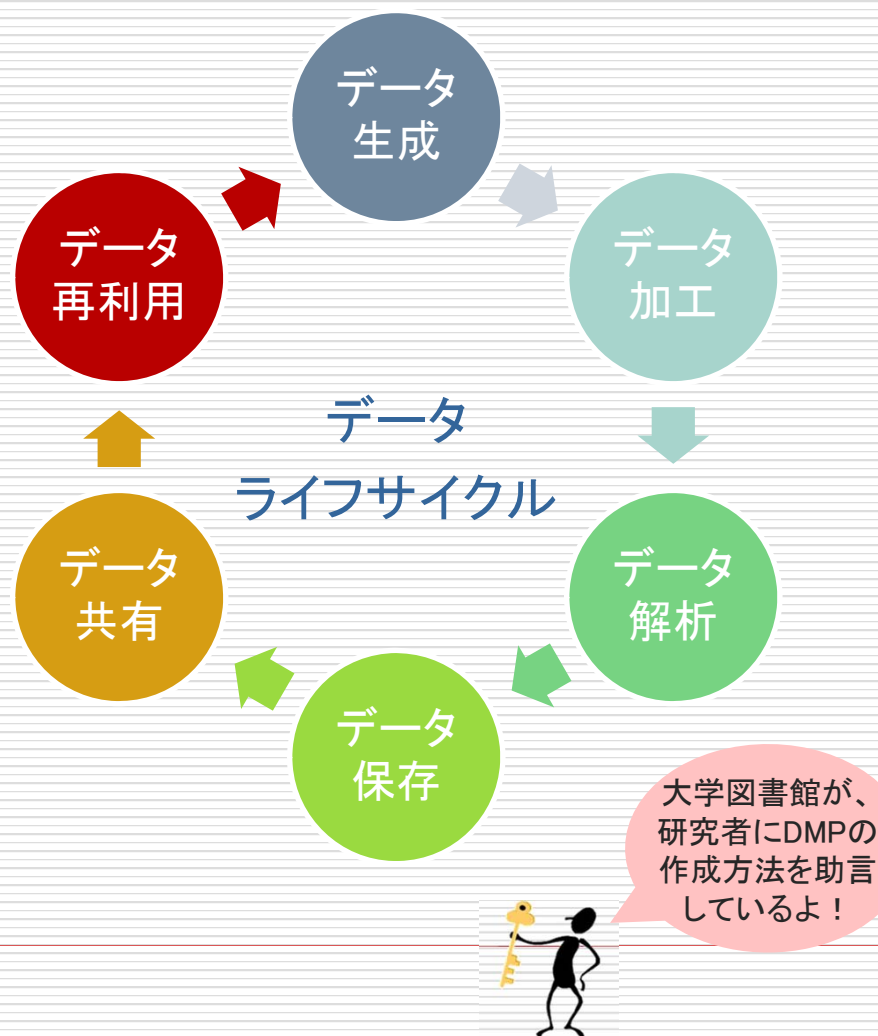 データ
生成
データ
加工
データ
解析
データ
保存
データ
共有
データ
再利用
データ
ライフサイクル
大学図書館が、
研究者にDMPの
作成方法を助言
しているよ！